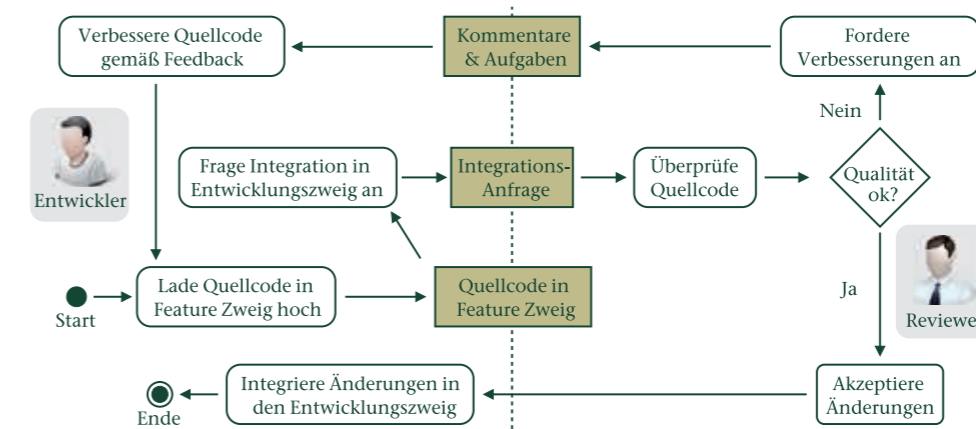 Verbessere Quellcode
gemäß Feedback
Kommentare
& Aufgaben
Fordere
Verbesserungen an
Nein
Entwickler
Frage Integration in
Entwicklungszweig an
Integrations-
Anfrage
Überprüfe
Quellcode
Qualität
ok?
Start
Lade Quellcode in
Feature Zweig hoch
Quellcode in
Feature Zweig
Ja
Reviewe
Ende
Integriere Änderungen in
den Entwicklungszweig
Akzeptiere
Änderungen